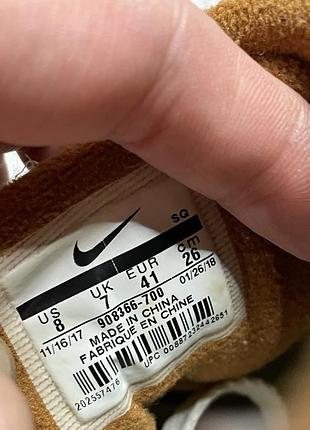 SQ
US UK EUR cm
8 7 41 26
908366-700
11/16/17 01/26/18
MADE IN CHINA
FABRIQUE EN CHINE
UPC 00887232442651
202557476